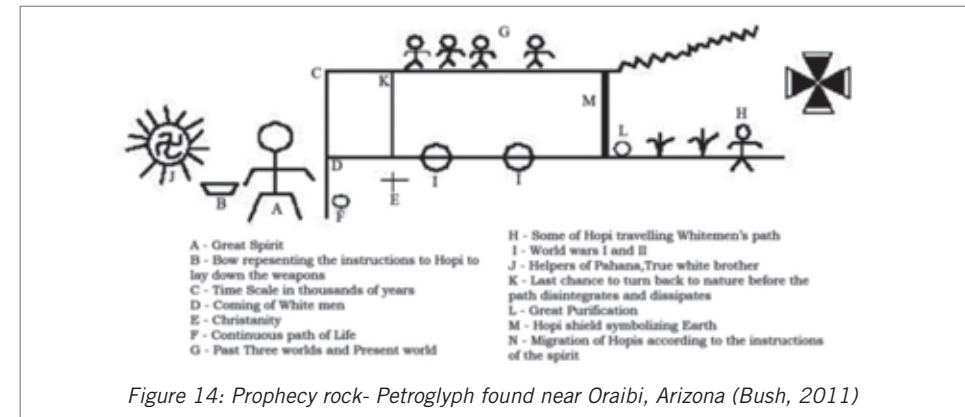 G
C
K
M
L
H
J
B
A
D
I
I
E
F
A - Great Spirit
B - Bow repesenting the instructions to Hopi to
lay down the weapons
C - Time Scale in thousands of years
D - Coming of White men
E - Christanity
F - Continuous path of Life
G - Past Three worlds and Present world
H - Some of Hopi travelling Whitemen's path
I - World wars I and II
J - Helpers of Pahana,True white brother
K - Last chance to turn back to nature before the
path disintegrates and dissipates
L - Great Purification
M - Hopi shield symbolizing Earth
N - Migration of Hopis according to the instructions
of the spirit
Figure 14: Prophecy rock- Petroglyph found near Oraibi, Arizona (Bush, 2011)